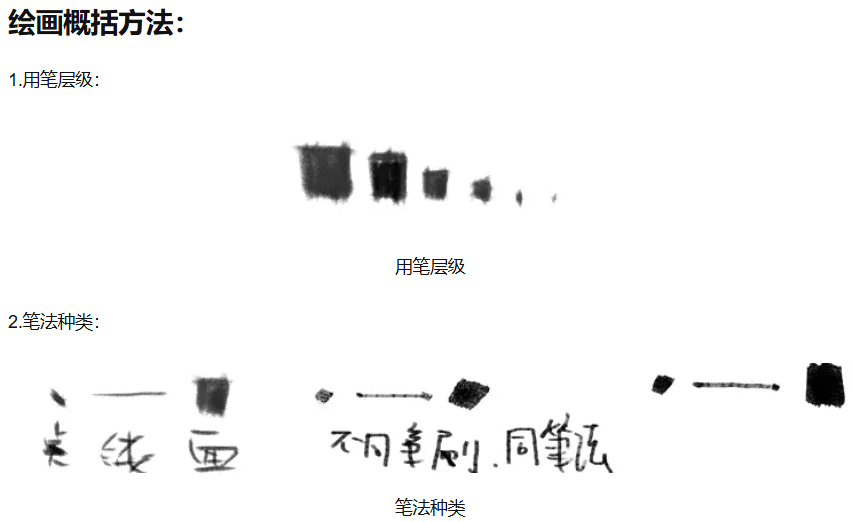 绘画概括方法：
1.用笔层级：
用笔层级
2.笔法种类：
点 线 面
不同笔刷.同笔法
笔法种类